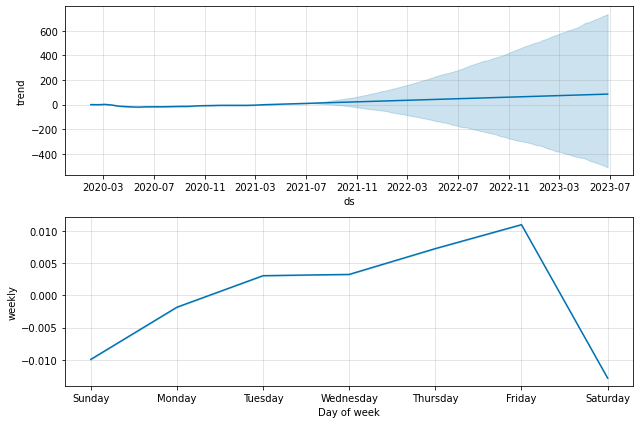 600
400
200
0
−200
−400
trend
2020-03 2020-07 2020-11 2021-03 2021-07 2021-11 2022-03 2022-07 2022-11 2023-03 2023-07
ds
0.010
0.005
0.000
−0.005
−0.010
weekly
Sunday Monday Tuesday Wednesday Thursday Friday Saturday
Day of week